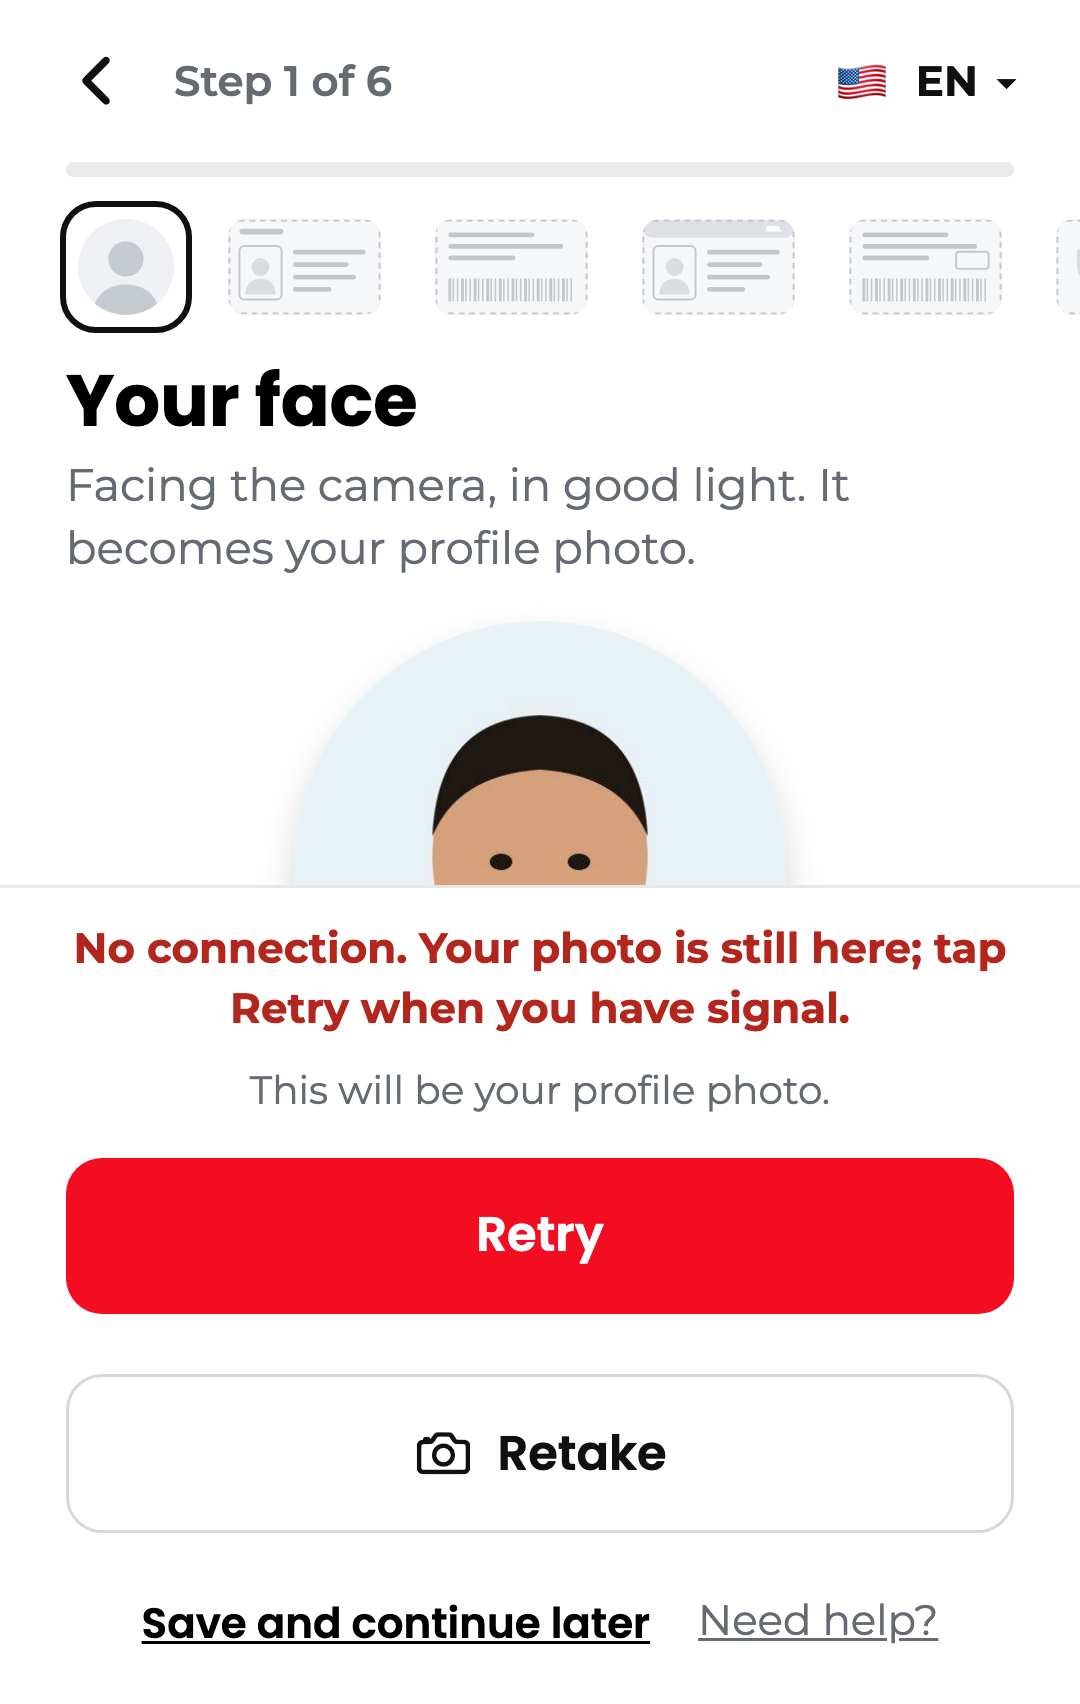 Step 1 of 6
EN
Your face
Facing the camera, in good light. It
becomes your profile photo.
No connection. Your photo is still here; tap
Retry when you have signal.
This will be your profile photo.
Retry
Retake
Save and continue later
Need help?